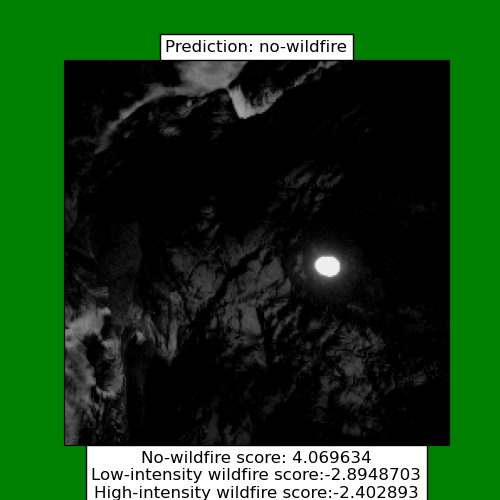 Prediction: no-wildfire
No-wildfire score: 4.069634
Low-intensity wildfire score:-2.8948703
High-intensity wildfire score:-2.402893